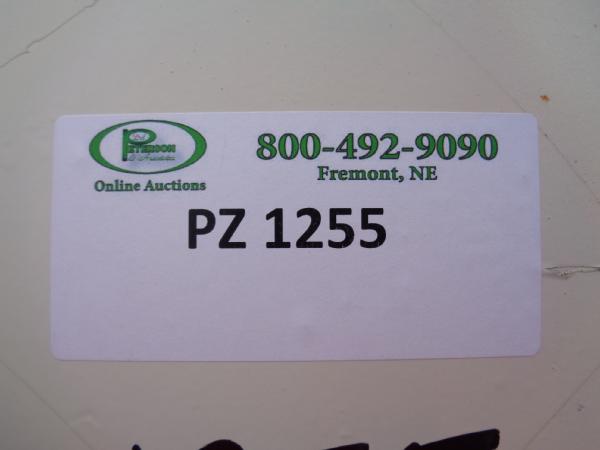 PETERSON
Online Auctions
800-492-9090
Fremont, NE
PZ 1255